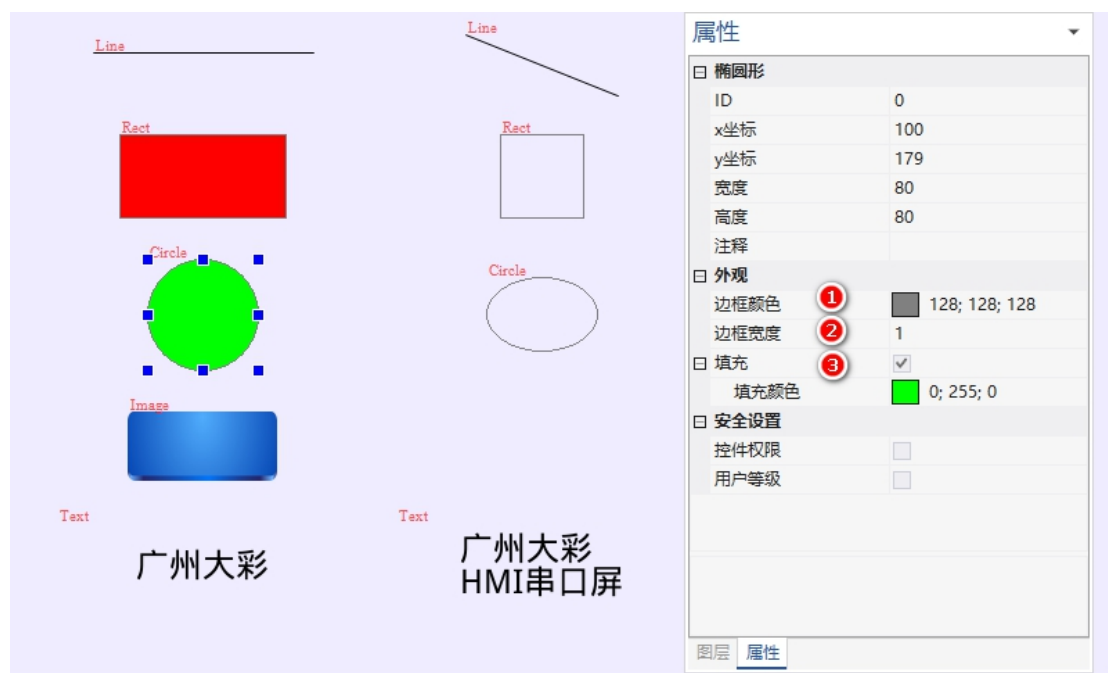 Line
Line
Rect
Rect
Circle
Circle
Image
Text
Text
广州大彩
广州大彩
HMI串口屏
属性
椭圆形
ID 0
x坐标 100
y坐标 179
宽度 80
高度 80
注释
外观
边框颜色 1 128; 128; 128
边框宽度 2 1
填充 3
填充颜色 0; 255; 0
安全设置
控件权限
用户等级
图层 属性